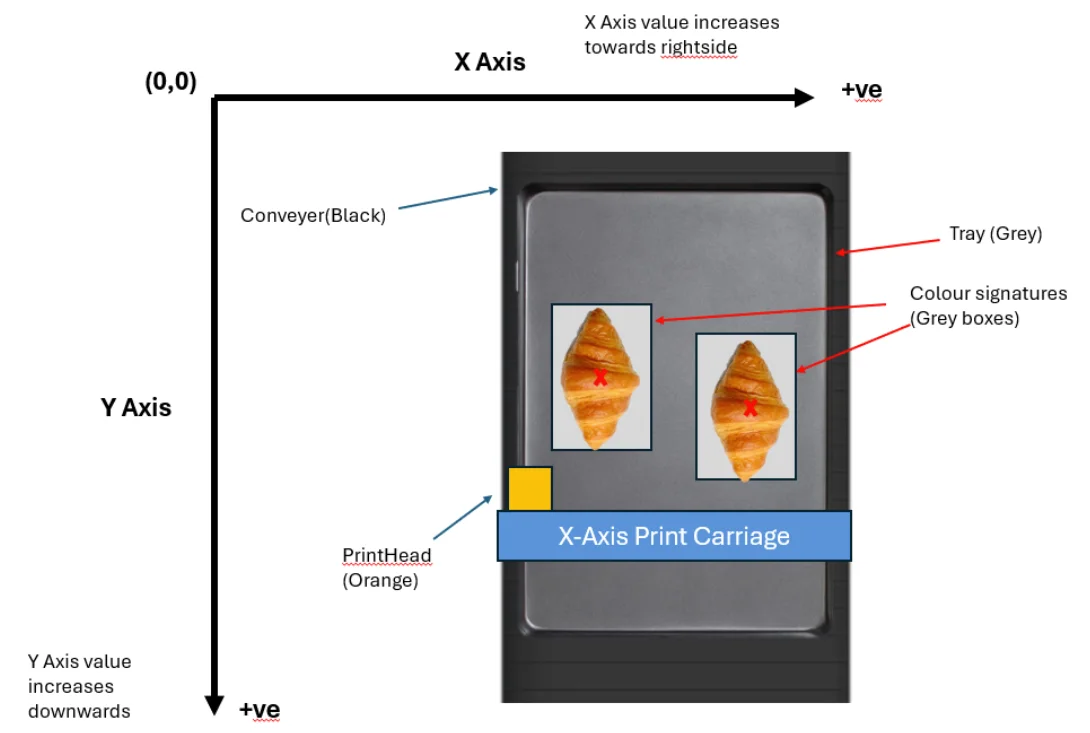 X Axis value increases
towards rightside
X Axis
(0,0)
+ve
Conveyer(Black)
Tray (Grey)
Colour signatures
(Grey boxes)
X
X
Y Axis
X-Axis Print Carriage
PrintHead
(Orange)
Y Axis value
increases
downwards
+ve